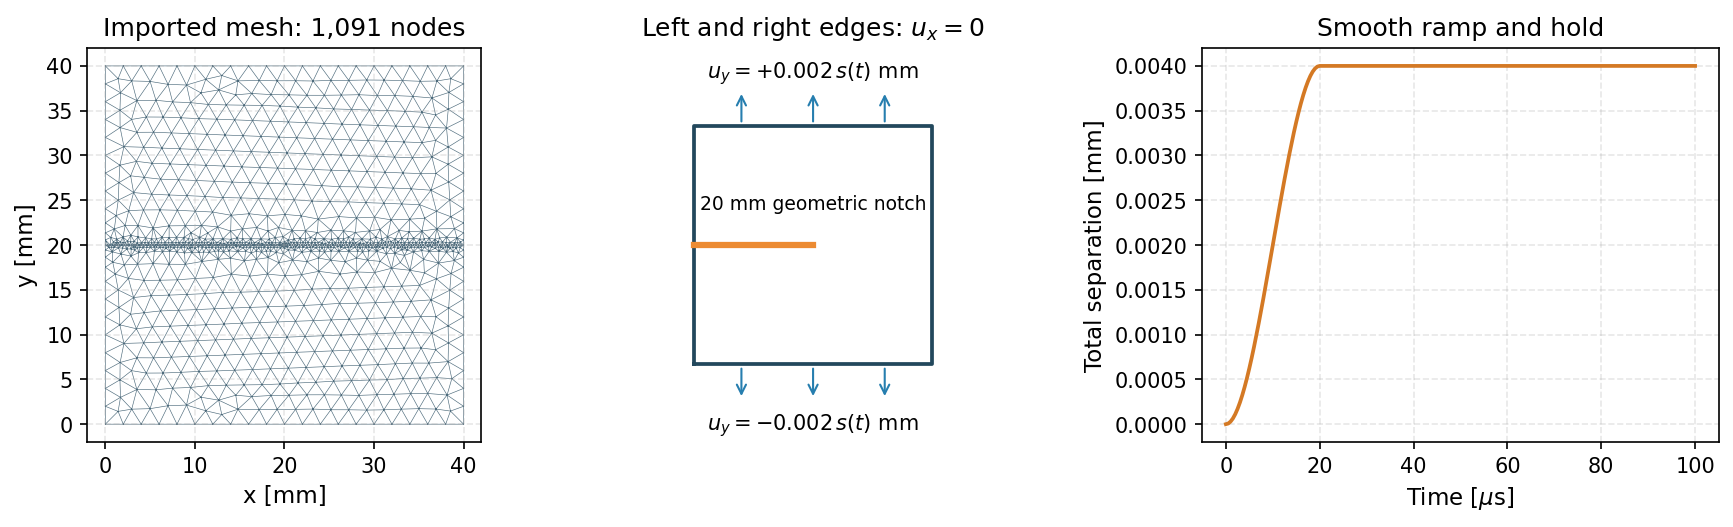 Imported mesh: 1,091 nodes
40
35
30
25
20
15
10
5
0
y [mm]
0 10 20 30 40
x [mm]
Left and right edges: $u_x = 0$
$u_y = +0.002\, s(t)$ mm
20 mm geometric notch
$u_y = -0.002\, s(t)$ mm
Smooth ramp and hold
0.0040
0.0035
0.0030
0.0025
0.0020
0.0015
0.0010
0.0005
0.0000
Total separation [mm]
0 20 40 60 80 100
Time [μs]